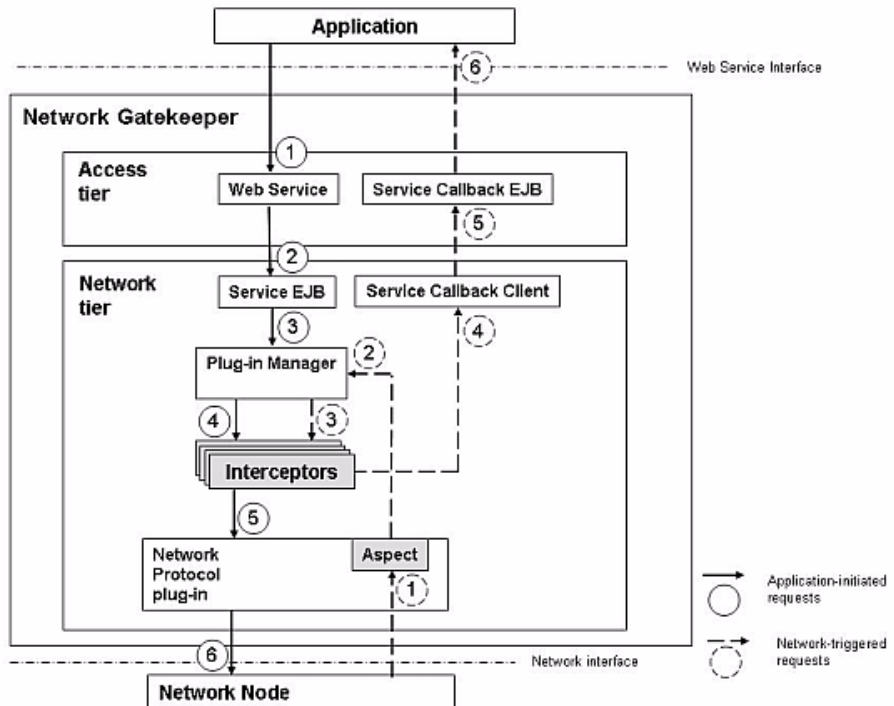 Application
6
Web Service Interface
Network Gatekeeper
1
Access
tier
Web Service
Service Callback EJB
5
2
Network
tier
Service EJB
Service Callback Client
3
4
2
Plug-in Manager
4
3
Interceptors
5
Network
Protocol
plug-in
Aspect
1
Application-initiated
requests
6
Network interface
Network-triggered
requests
Network Node